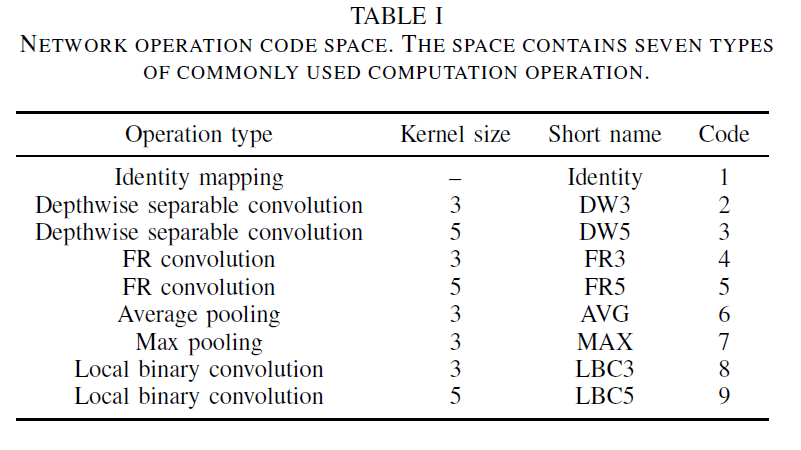 TABLE I
NETWORK OPERATION CODE SPACE. THE SPACE CONTAINS SEVEN TYPES
OF COMMONLY USED COMPUTATION OPERATION.
Operation type Kernel size Short name Code
Identity mapping – Identity 1
Depthwise separable convolution 3 DW3 2
Depthwise separable convolution 5 DW5 3
FR convolution 3 FR3 4
FR convolution 5 FR5 5
Average pooling 3 AVG 6
Max pooling 3 MAX 7
Local binary convolution 3 LBC3 8
Local binary convolution 5 LBC5 9